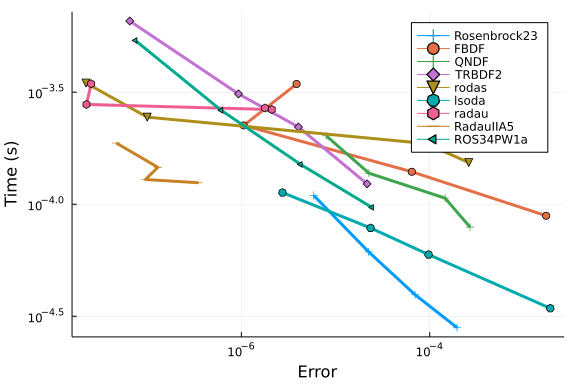 Rosenbrock23
FBDF
QNDF
TRBDF2
rodas
lsoda
radau
RadauIIA5
ROS34PW1a
Time (s)
10^-3.5
10^-4.0
10^-4.5
10^-6
10^-4
Error